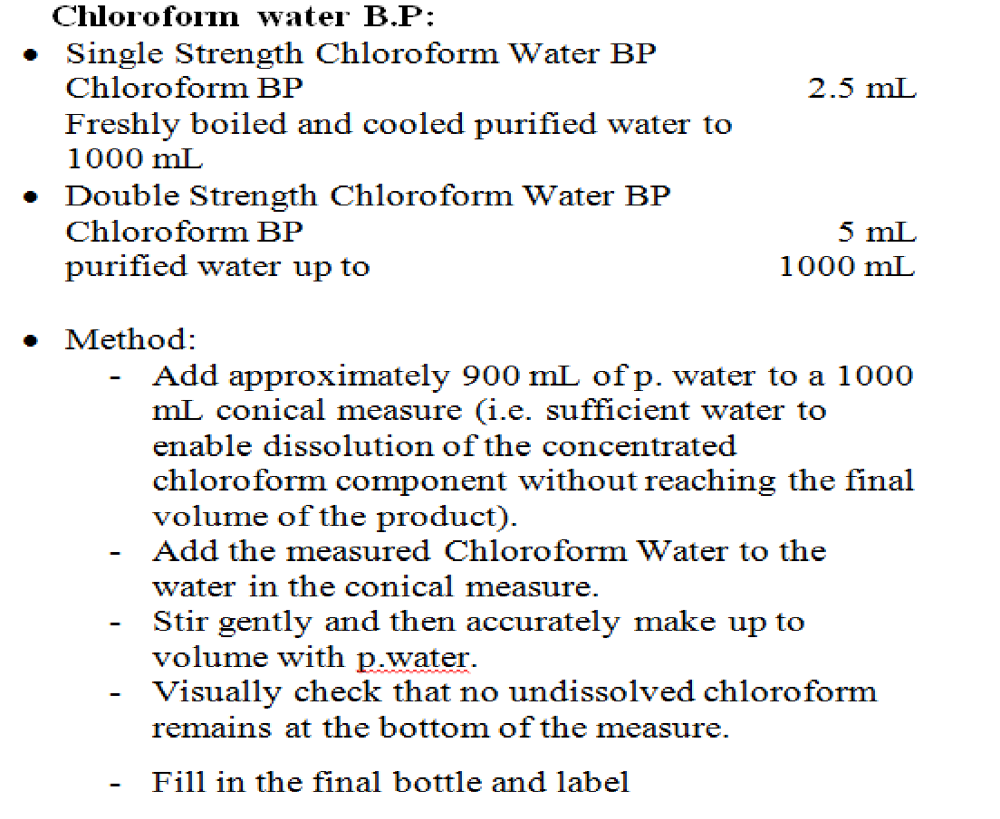 Chloroform water B.P:
• Single Strength Chloroform Water BP
Chloroform BP 2.5 mL
Freshly boiled and cooled purified water to
1000 mL
• Double Strength Chloroform Water BP
Chloroform BP 5 mL
purified water up to 1000 mL
• Method:
- Add approximately 900 mL of p. water to a 1000
mL conical measure (i.e. sufficient water to
enable dissolution of the concentrated
chloroform component without reaching the final
volume of the product).
- Add the measured Chloroform Water to the
water in the conical measure.
- Stir gently and then accurately make up to
volume with p.water.
- Visually check that no undissolved chloroform
remains at the bottom of the measure.
- Fill in the final bottle and label